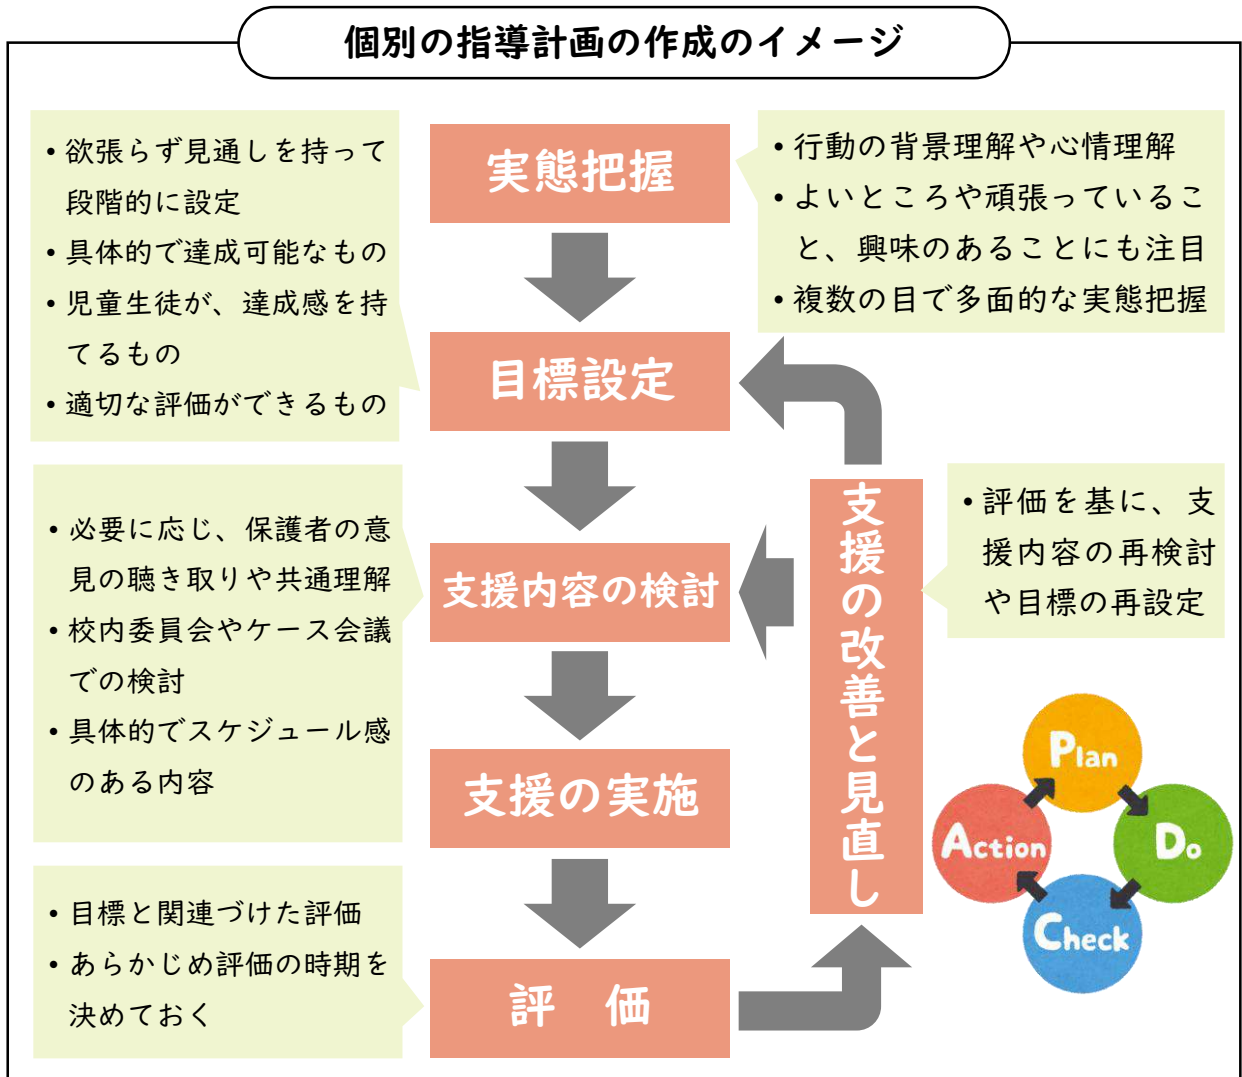 個別の指導計画の作成のイメージ
• 欲張らず見通しを持って
段階的に設定
• 具体的で達成可能なもの
• 児童生徒が、達成感を持
てるもの
• 適切な評価ができるもの
実態把握
• 行動の背景理解や心情理解
• よいところや頑張っているこ
と、興味のあることにも注目
• 複数の目で多面的な実態把握
目標設定
• 必要に応じ、保護者の意
見の聴き取りや共通理解
• 校内委員会やケース会議
での検討
• 具体的でスケジュール感
のある内容
支援内容の検討
支援の改善と見直し
• 評価を基に、支
援内容の再検討
や目標の再設定
支援の実施
• 目標と関連づけた評価
• あらかじめ評価の時期を
決めておく
評　価
Plan
Do
Check
Action